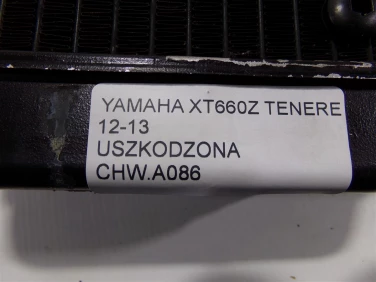 YAMAHA XT660Z TENERE
12-13
USZKODZONA
CHW.A086